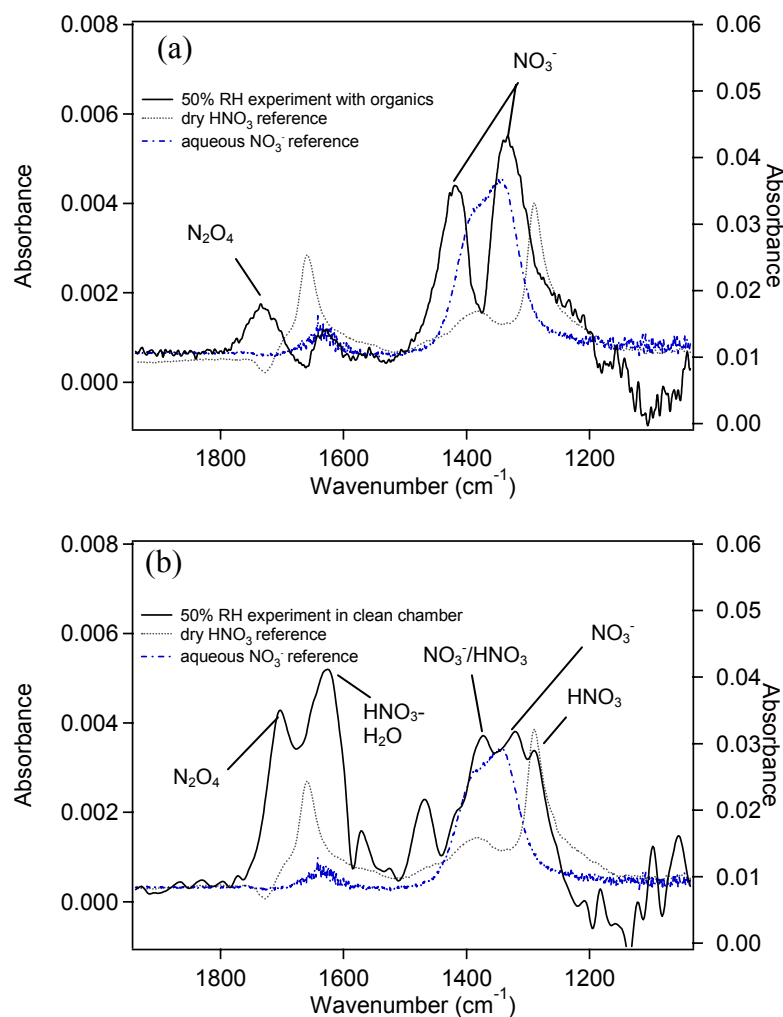 (a)
0.008
0.006
0.004
0.002
0.000
Absorbance
0.06
0.05
0.04
0.03
0.02
0.01
0.00
Absorbance
50% RH experiment with organics
dry HNO₃ reference
aqueous NO₃⁻ reference
NO₃⁻
N₂O₄
1800 1600 1400 1200
Wavenumber (cm⁻¹)
(b)
0.008
0.006
0.004
0.002
0.000
Absorbance
0.06
0.05
0.04
0.03
0.02
0.01
0.00
Absorbance
50% RH experiment in clean chamber
dry HNO₃ reference
aqueous NO₃⁻ reference
NO₃⁻
NO₃⁻/HNO₃
HNO₃
HNO₃-
H₂O
N₂O₄
1800 1600 1400 1200
Wavenumber (cm⁻¹)